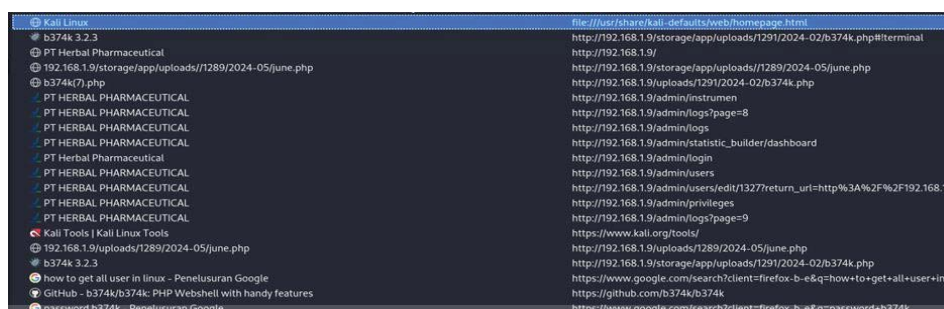 Kali Linux file:///usr/share/kali-defaults/web/homepage.html
b374k 3.2.3 http://192.168.1.9/storage/app/uploads/1291/2024-02/b374k.php#!terminal
PT Herbal Pharmaceutical http://192.168.1.9/
192.168.1.9/storage/app/uploads//1289/2024-05/june.php http://192.168.1.9/storage/app/uploads//1289/2024-05/june.php
b374k(7).php http://192.168.1.9/uploads/1291/2024-02/b374k.php
PT HERBAL PHARMACEUTICAL http://192.168.1.9/admin/instrumen
PT HERBAL PHARMACEUTICAL http://192.168.1.9/admin/logs?page=8
PT HERBAL PHARMACEUTICAL http://192.168.1.9/admin/logs
PT HERBAL PHARMACEUTICAL http://192.168.1.9/admin/statistic_builder/dashboard
PT Herbal Pharmaceutical http://192.168.1.9/admin/login
PT HERBAL PHARMACEUTICAL http://192.168.1.9/admin/users
PT HERBAL PHARMACEUTICAL http://192.168.1.9/admin/users/edit/1327?return_url=http%3A%2F%2F192.168.
PT HERBAL PHARMACEUTICAL http://192.168.1.9/admin/privileges
PT HERBAL PHARMACEUTICAL http://192.168.1.9/admin/logs?page=9
Kali Tools | Kali Linux Tools https://www.kali.org/tools/
192.168.1.9/uploads/1289/2024-05/june.php http://192.168.1.9/uploads/1289/2024-05/june.php
b374k 3.2.3 http://192.168.1.9/storage/app/uploads/1291/2024-02/b374k.php
how to get all user in linux - Penelusuran Google https://www.google.com/search?client=firefox-b-e&q=how+to+get+all+user+in
GitHub - b374k/b374k: PHP Webshell with handy features https://github.com/b374k/b374k
password b374k - Penelusuran Google https://www.google.com/search?client=firefox-b-e&q=password+b374k